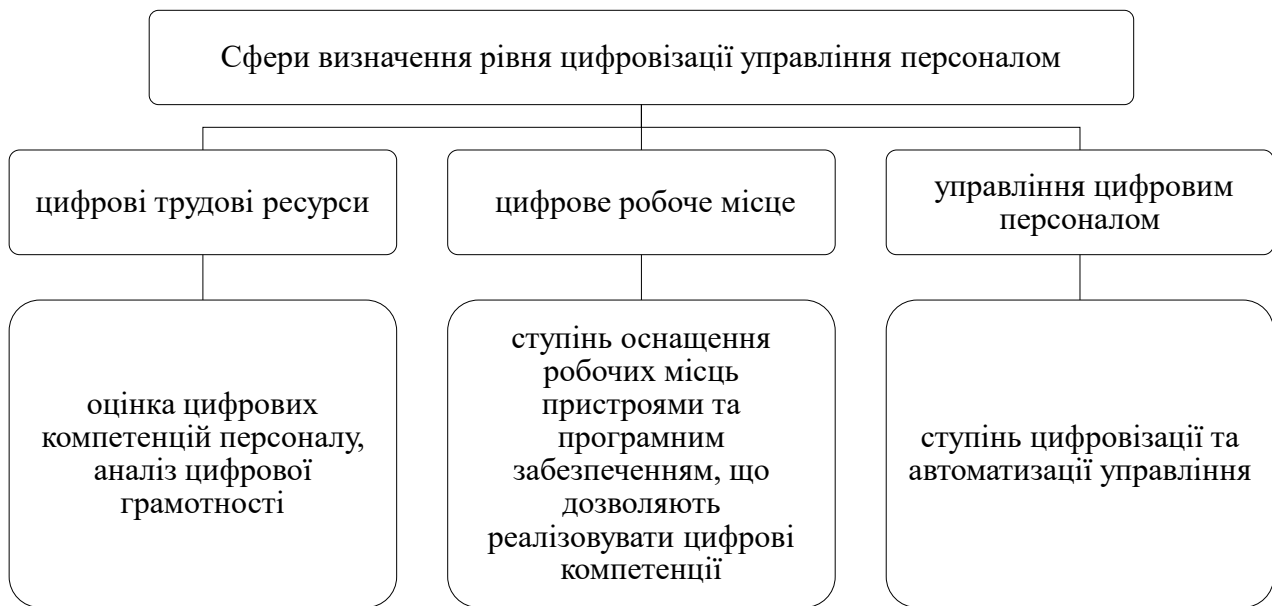 Сфери визначення рівня цифровізації управління персоналом
цифрові трудові ресурси
цифрове робоче місце
управління цифровим
персоналом
оцінка цифрових
компетенцій персоналу,
аналіз цифрової
грамотності
ступінь оснащення
робочих місць
пристроями та
програмним
забезпеченням, що
дозволяють
реалізовувати цифрові
компетенції
ступінь цифровізації та
автоматизації управління